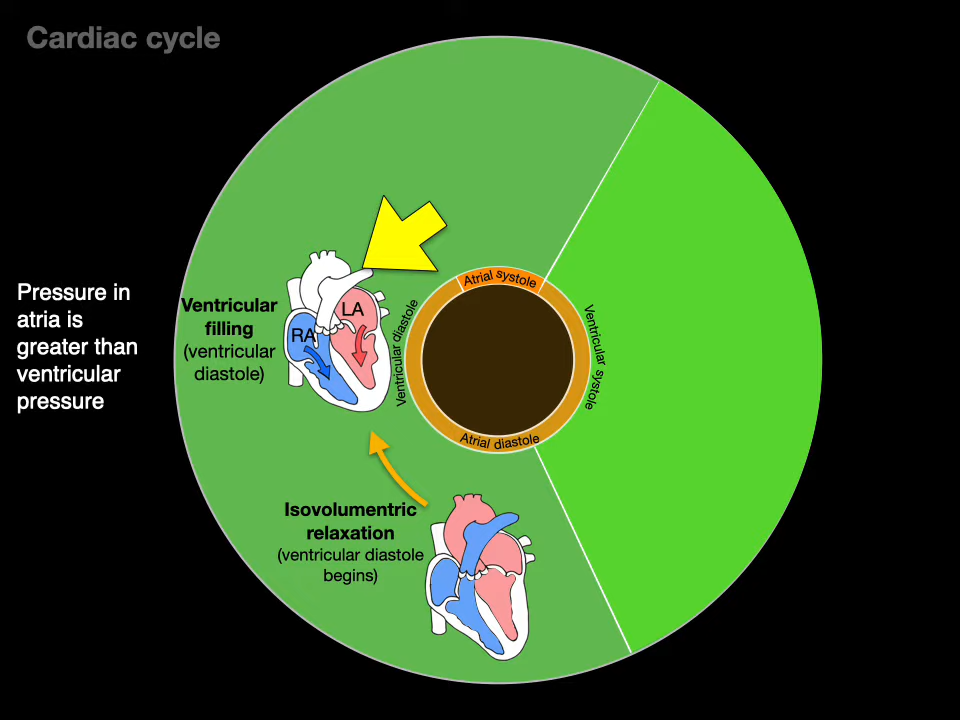 Cardiac cycle
Pressure in
atria is
greater than
ventricular
pressure
Ventricular
filling
(ventricular
diastole)
RA
LA
Atrial systole
Ventricular diastole
Ventricular systole
Atrial diastole
Isovolumentric
relaxation
(ventricular diastole
begins)